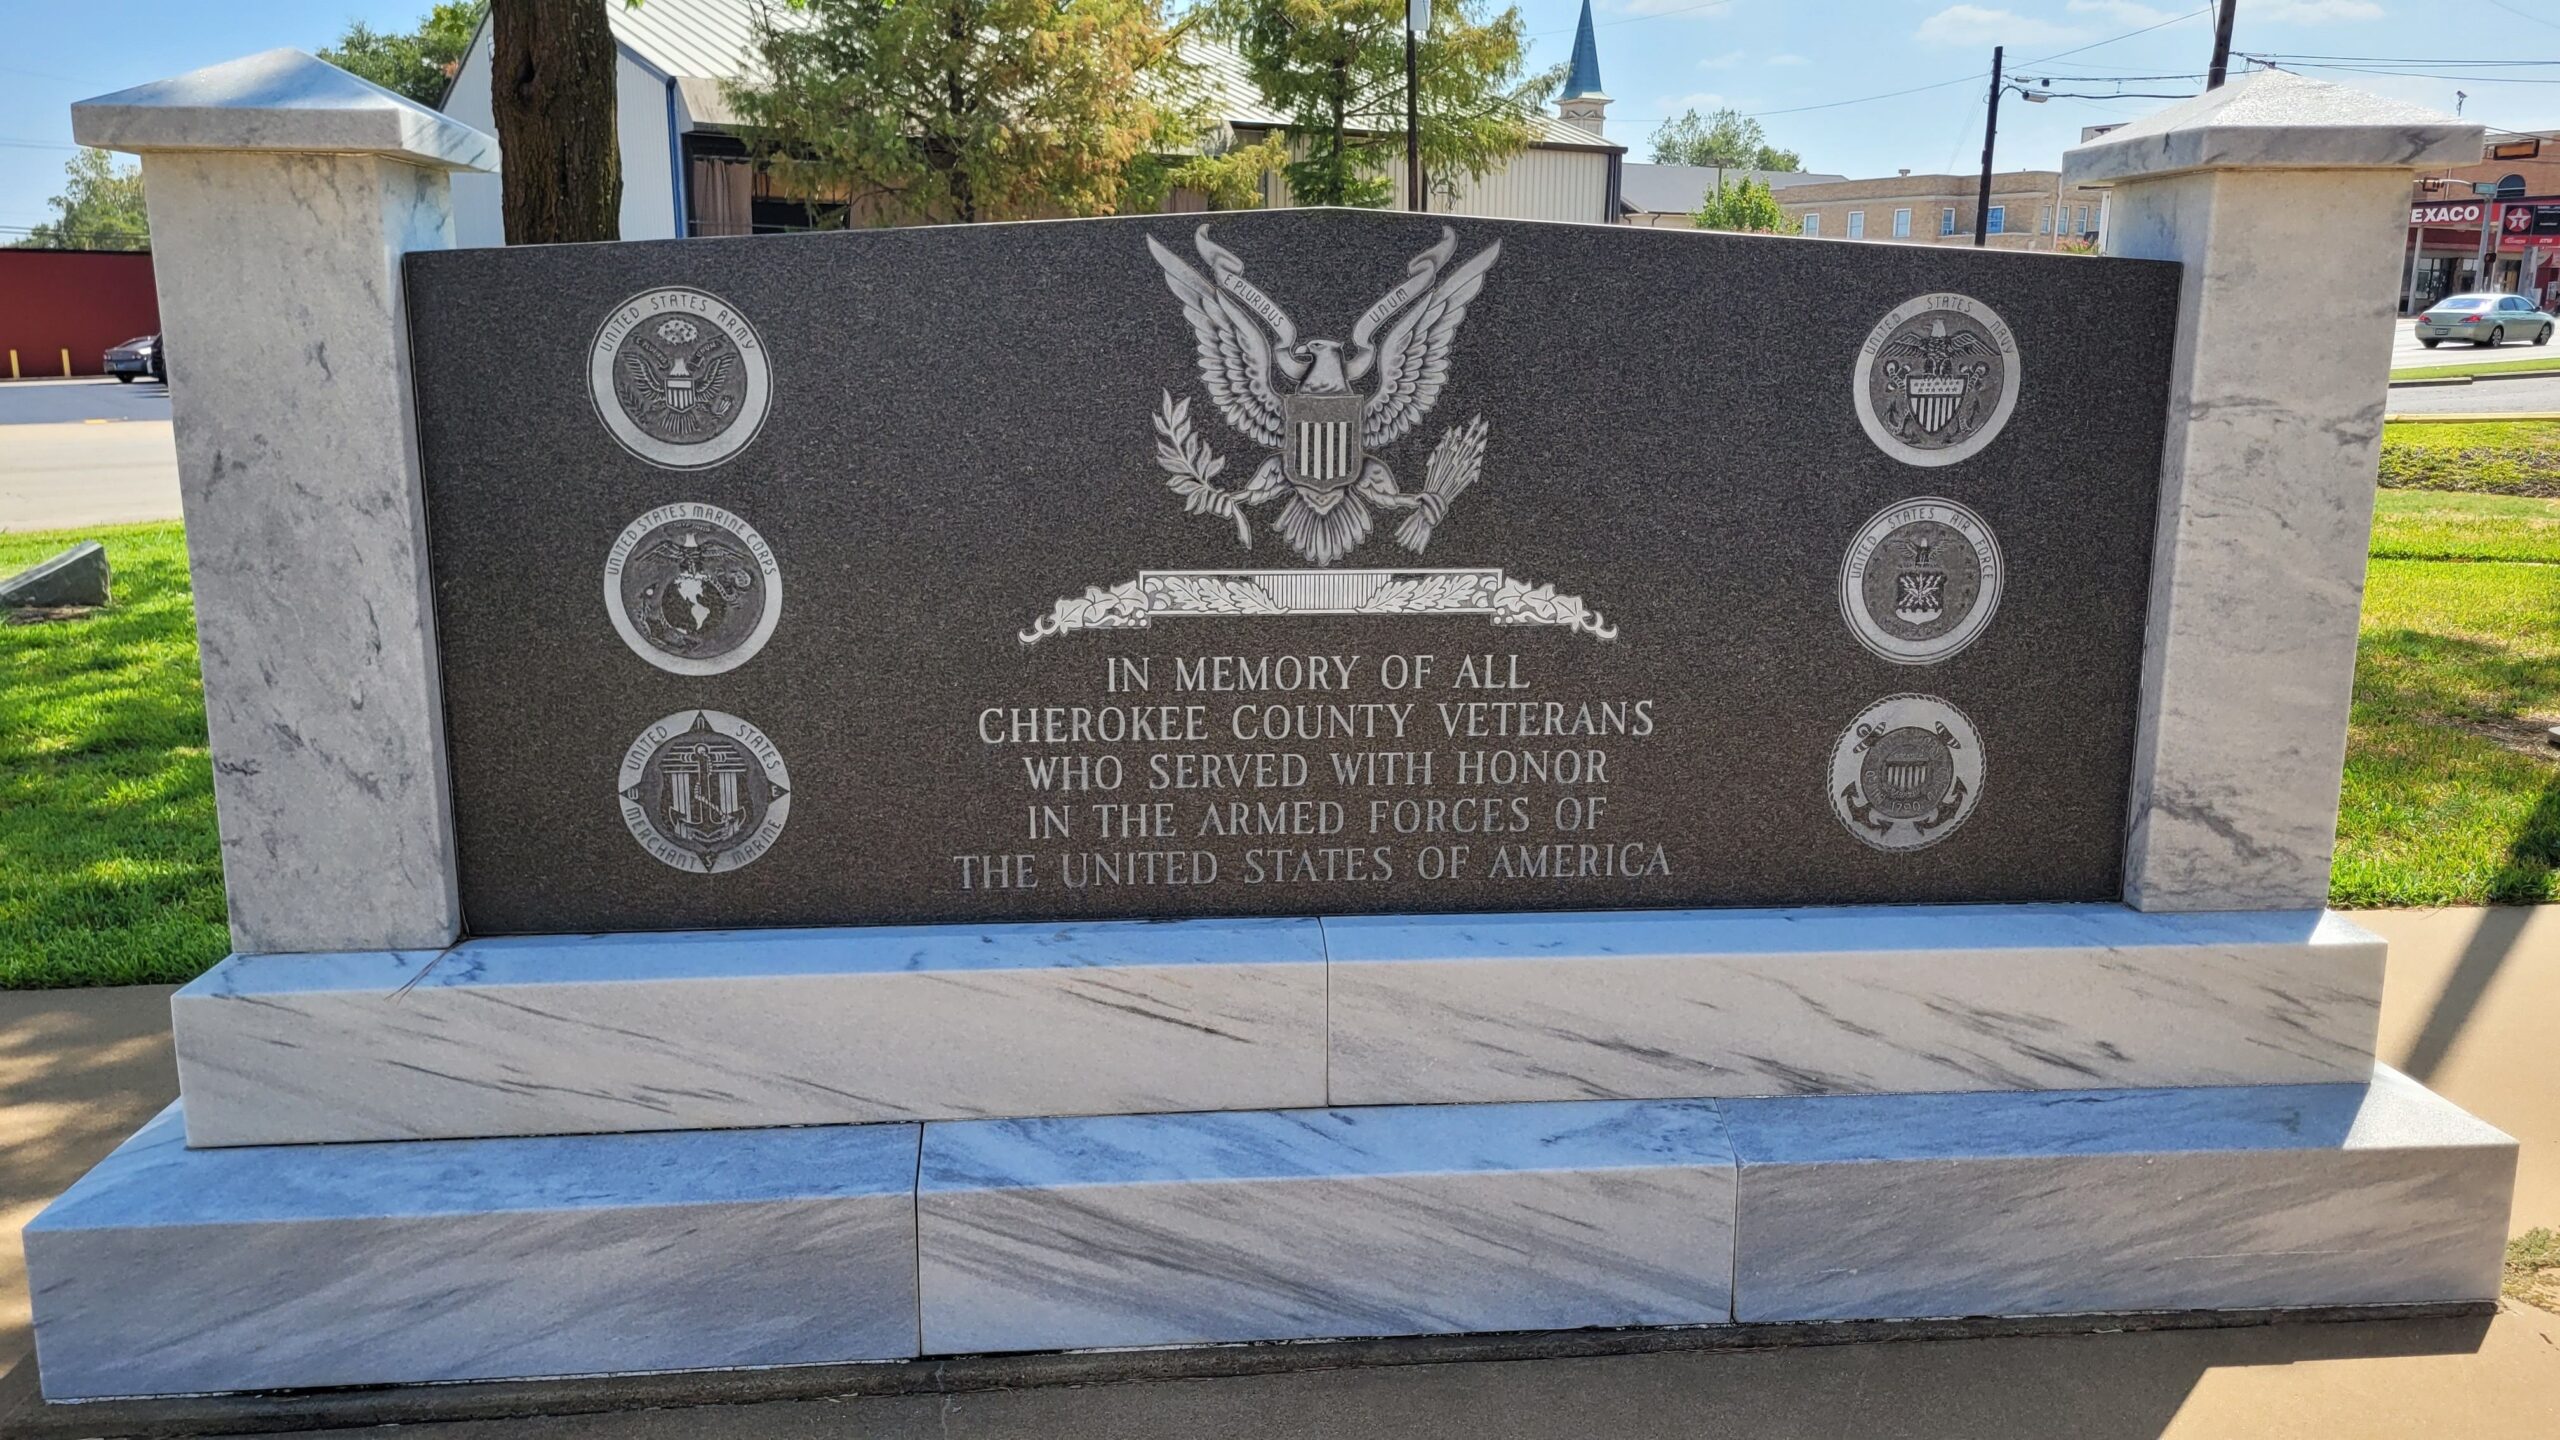 E PLURIBUS UNUM
UNITED STATES ARMY
UNITED STATES MARINE CORPS
UNITED STATES
MERCHANT MARINE
IN MEMORY OF ALL
CHEROKEE COUNTY VETERANS
WHO SERVED WITH HONOR
IN THE ARMED FORCES OF
THE UNITED STATES OF AMERICA
UNITED STATES NAVY
UNITED STATES AIR FORCE
1790
EXACO